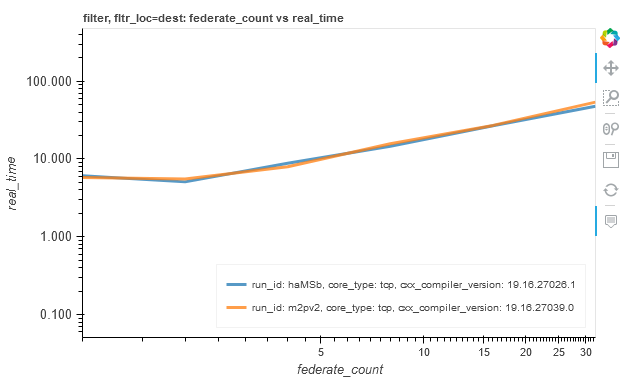 filter, fltr_loc=dest: federate_count vs real_time
100.000
10.000
1.000
0.100
real_time
run_id: haMSb, core_type: tcp, cxx_compiler_version: 19.16.27026.1
run_id: m2pv2, core_type: tcp, cxx_compiler_version: 19.16.27039.0
5 10 15 20 25 30
federate_count